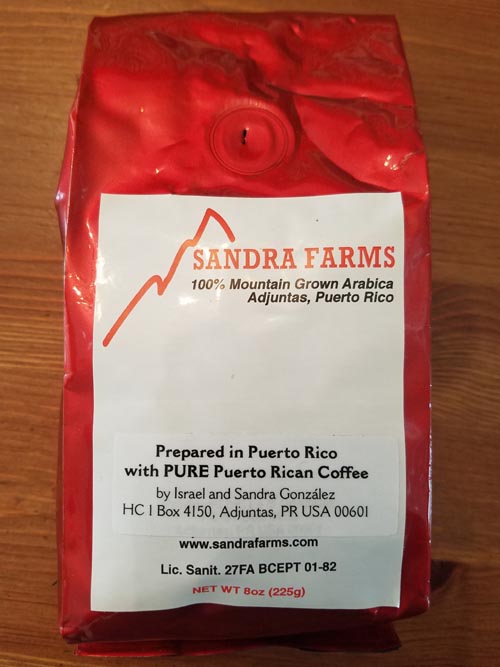 SANDRA FARMS
100% Mountain Grown Arabica
Adjuntas, Puerto Rico
Prepared in Puerto Rico
with PURE Puerto Rican Coffee
by Israel and Sandra González
HC 1 Box 4150, Adjuntas, PR USA 00601
www.sandrafarms.com
Lic. Sanit. 27FA BCEPT 01-82
NET WT 8oz (225g)